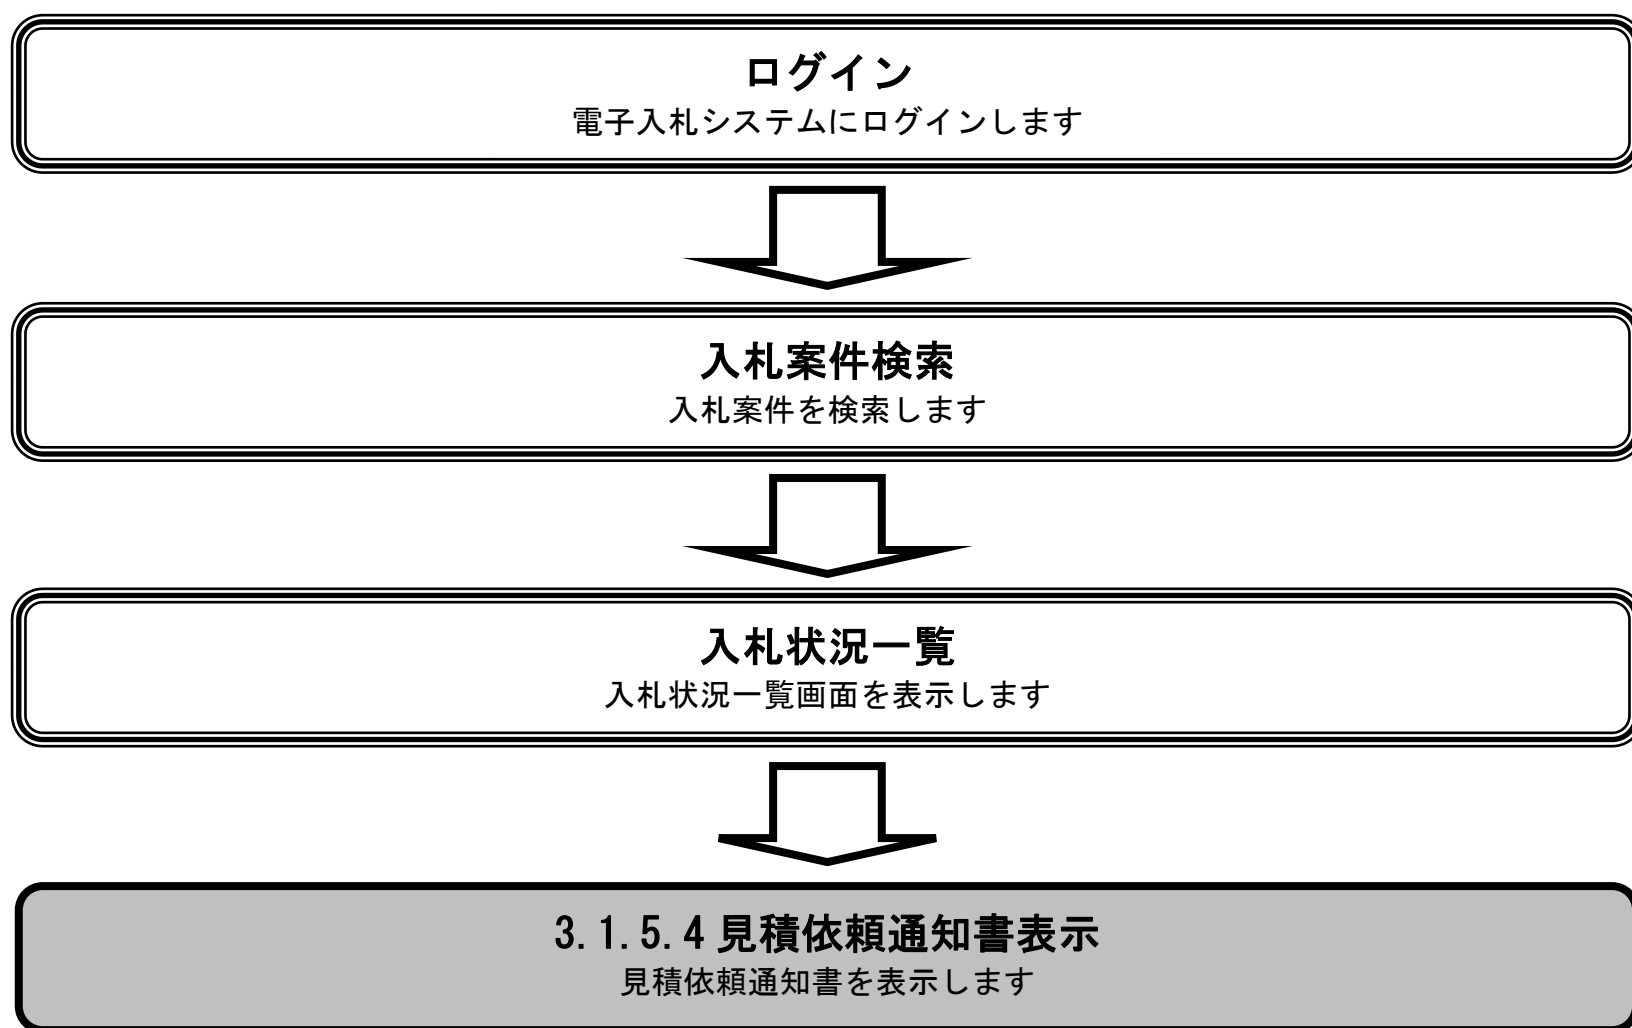 ログイン
電子入札システムにログインします
入札案件検索
入札案件を検索します
入札状況一覧
入札状況一覧画面を表示します
3.1.5.4 見積依頼通知書表示
見積依頼通知書を表示します